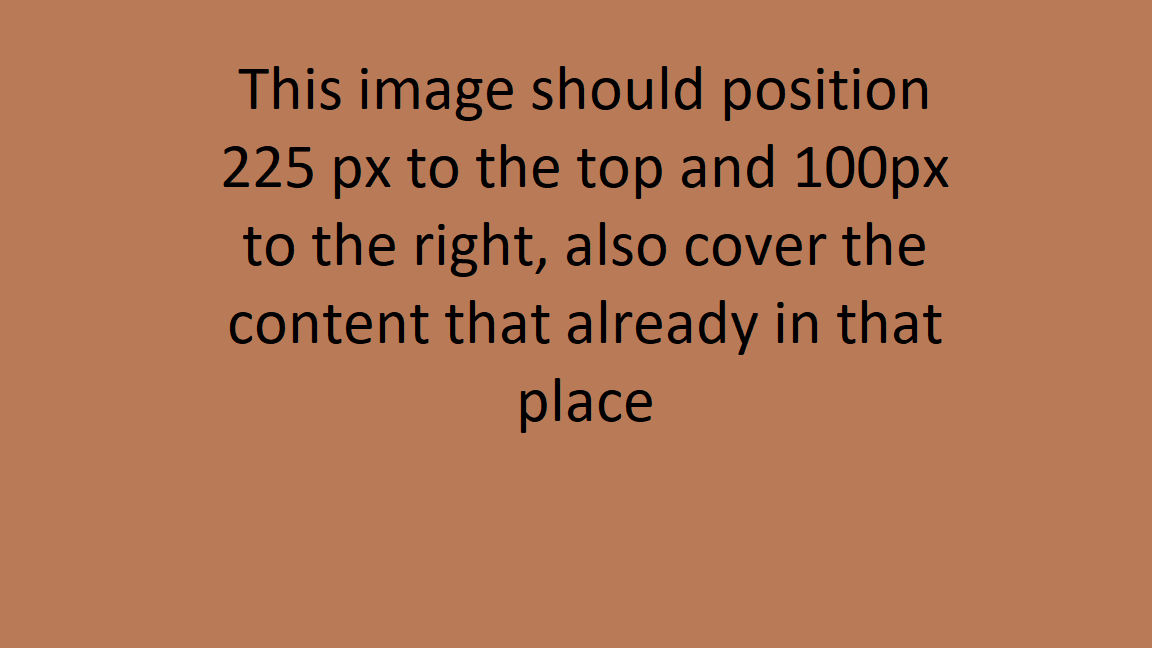 This image should position
225 px to the top and 100px
to the right, also cover the
content that already in that
place